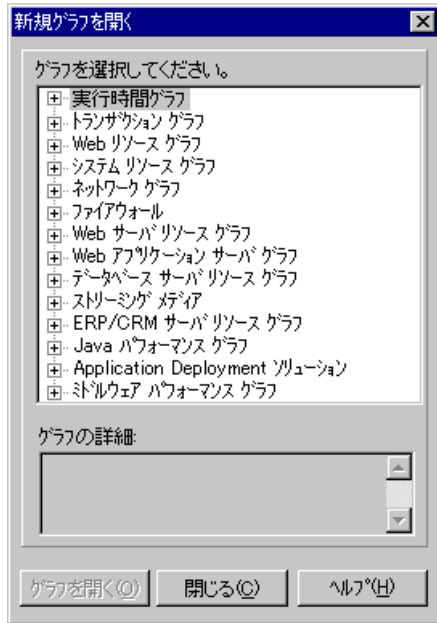 新規グラフを開く
グラフを選択してください。
実行時間グラフ
トランザクション グラフ
Web リソース グラフ
システム リソース グラフ
ネットワーク グラフ
ファイアウォール
Web サーバ リソース グラフ
Web アプリケーション サーバ グラフ
データベース サーバ リソース グラフ
ストリーミング メディア
ERP/CRM サーバ リソース グラフ
Java パフォーマンス グラフ
Application Deployment ソリューション
ミドルウェア パフォーマンス グラフ
グラフの詳細:
グラフを開く(O)
閉じる(C)
ヘルプ(H)